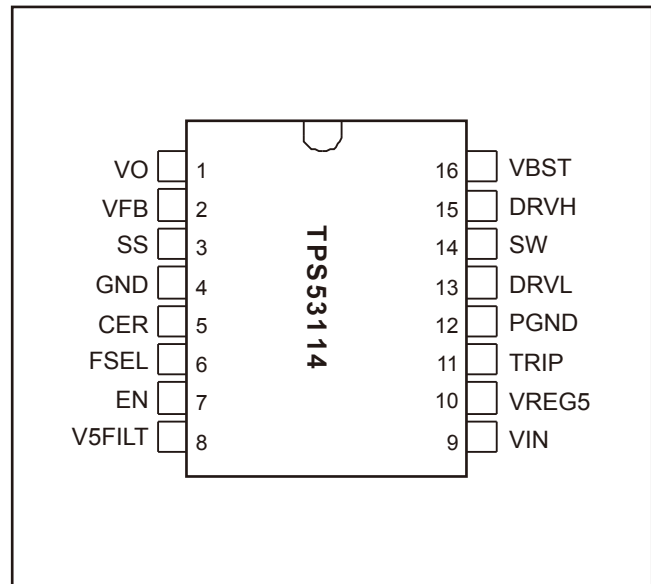 VO 1 16 VBST
VFB 2 15 DRVH
SS 3 14 SW
GND 4 13 DRVL
CER 5 12 PGND
FSEL 6 11 TRIP
EN 7 10 VREG5
V5FILT 8 9 VIN
TPS53114